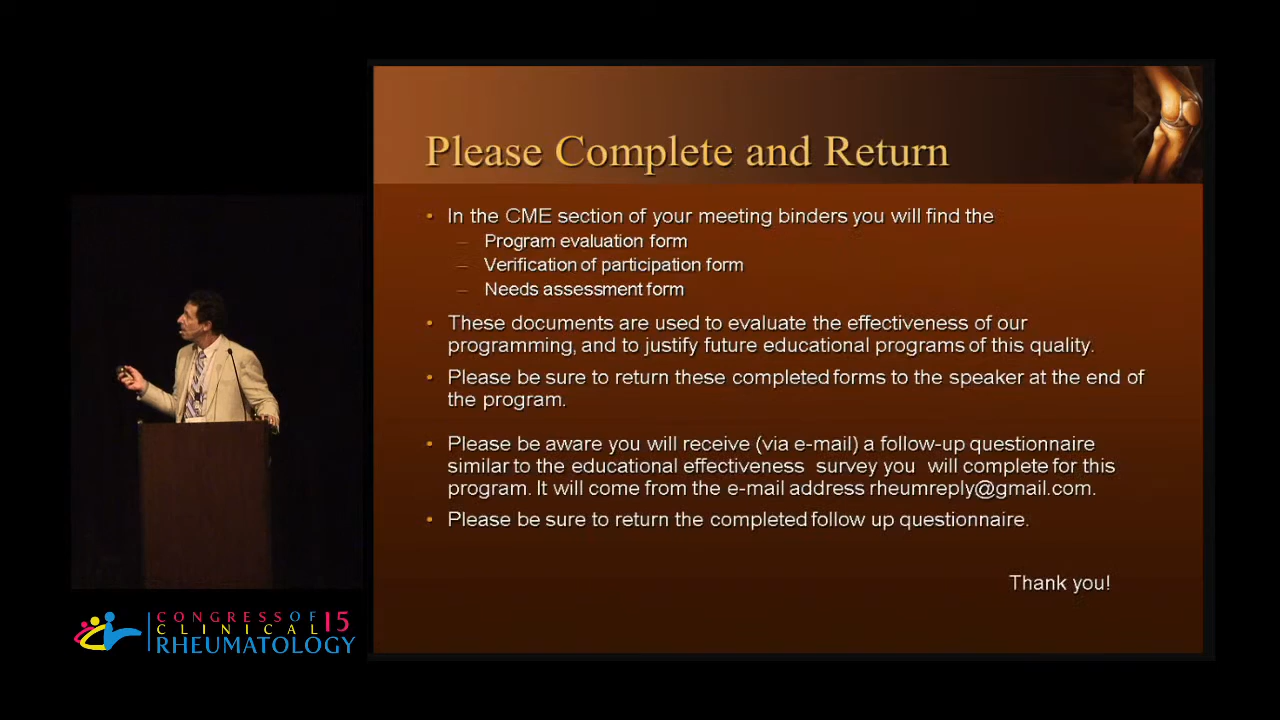 Please Complete and Return
• In the CME section of your meeting binders you will find the
– Program evaluation form
– Verification of participation form
– Needs assessment form
• These documents are used to evaluate the effectiveness of our
programming, and to justify future educational programs of this quality.
• Please be sure to return these completed forms to the speaker at the end of
the program.
• Please be aware you will receive (via e-mail) a follow-up questionnaire
similar to the educational effectiveness survey you will complete for this
program. It will come from the e-mail address rheumreply@gmail.com.
• Please be sure to return the completed follow up questionnaire.
Thank you!
CONGRESS OF 15
CLINICAL
RHEUMATOLOGY